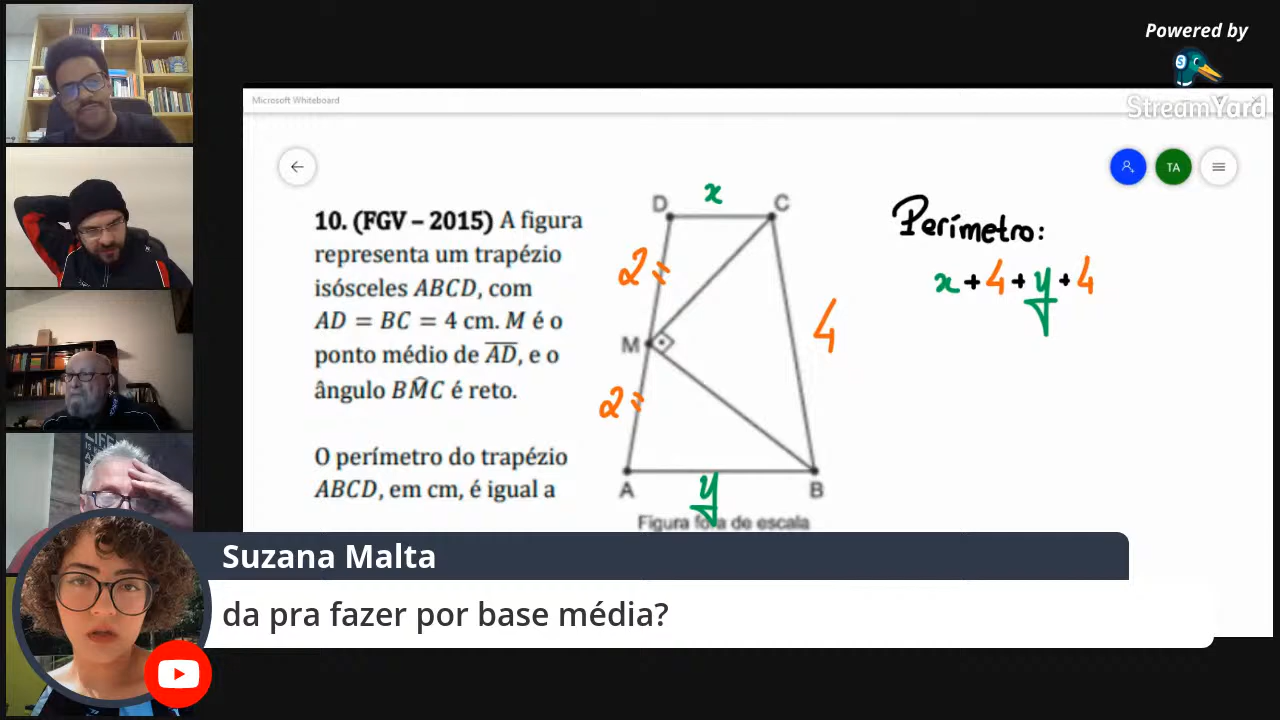 Powered by
StreamYard
Microsoft Whiteboard
TA
10. (FGV – 2015) A figura
representa um trapézio
isósceles ABCD, com
AD = BC = 4 cm. M é o
ponto médio de A̅D̅, e o
ângulo BM̂C é reto.
O perímetro do trapézio
ABCD, em cm, é igual a
x
D
C
2
M
4
2
A
y
B
Figura fora de escala
Perímetro:
x + 4 + y + 4
Suzana Malta
da pra fazer por base média?